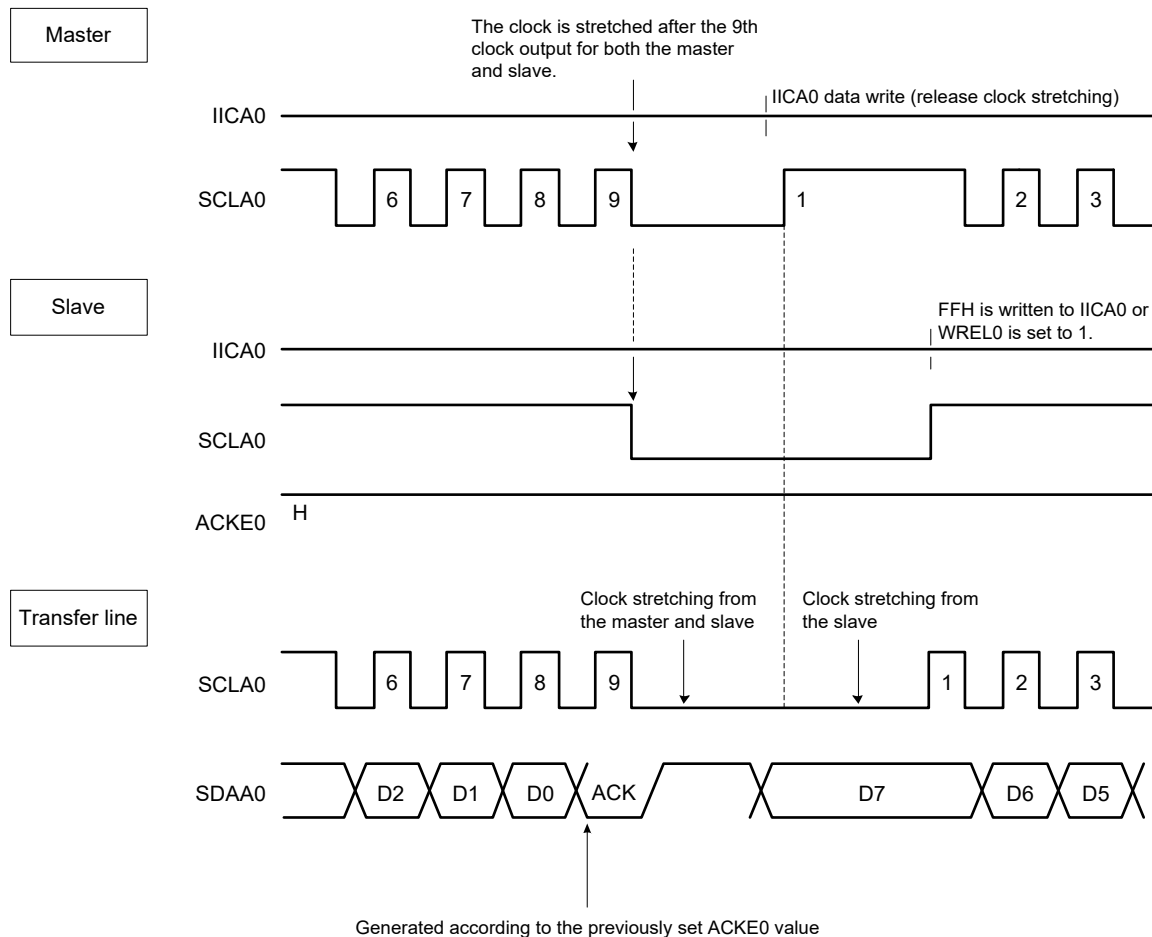 Master
The clock is stretched after the 9th
clock output for both the master
and slave.
IICA0 data write (release clock stretching)
IICA0
SCLA0
6 7 8 9 1 2 3
Slave
FFH is written to IICA0 or
WREL0 is set to 1.
IICA0
SCLA0
H
ACKE0
Transfer line
Clock stretching from
the master and slave
Clock stretching from
the slave
SCLA0
6 7 8 9 1 2 3
SDAA0
D2 D1 D0 ACK D7 D6 D5
Generated according to the previously set ACKE0 value